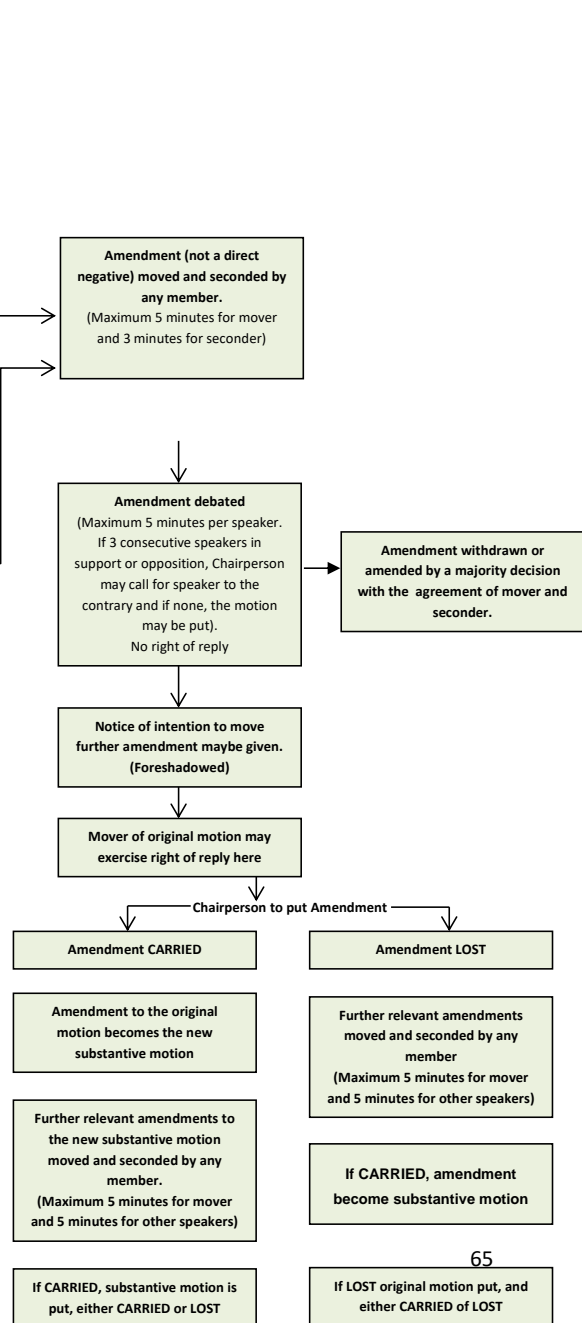 Amendment (not a direct
negative) moved and seconded by
any member.
(Maximum 5 minutes for mover
and 3 minutes for seconder)
Amendment debated
(Maximum 5 minutes per speaker.
If 3 consecutive speakers in
support or opposition, Chairperson
may call for speaker to the
contrary and if none, the motion
may be put).
No right of reply
Amendment withdrawn or
amended by a majority decision
with the agreement of mover and
seconder.
Notice of intention to move
further amendment maybe given.
(Foreshadowed)
Mover of original motion may
exercise right of reply here
Chairperson to put Amendment
Amendment CARRIED
Amendment LOST
Amendment to the original
motion becomes the new
substantive motion
Further relevant amendments
moved and seconded by any
member
(Maximum 5 minutes for mover
and 5 minutes for other speakers)
Further relevant amendments to
the new substantive motion
moved and seconded by any
member.
(Maximum 5 minutes for mover
and 5 minutes for other speakers)
If CARRIED, amendment
become substantive motion
65
If CARRIED, substantive motion is
put, either CARRIED or LOST
If LOST original motion put, and
either CARRIED of LOST